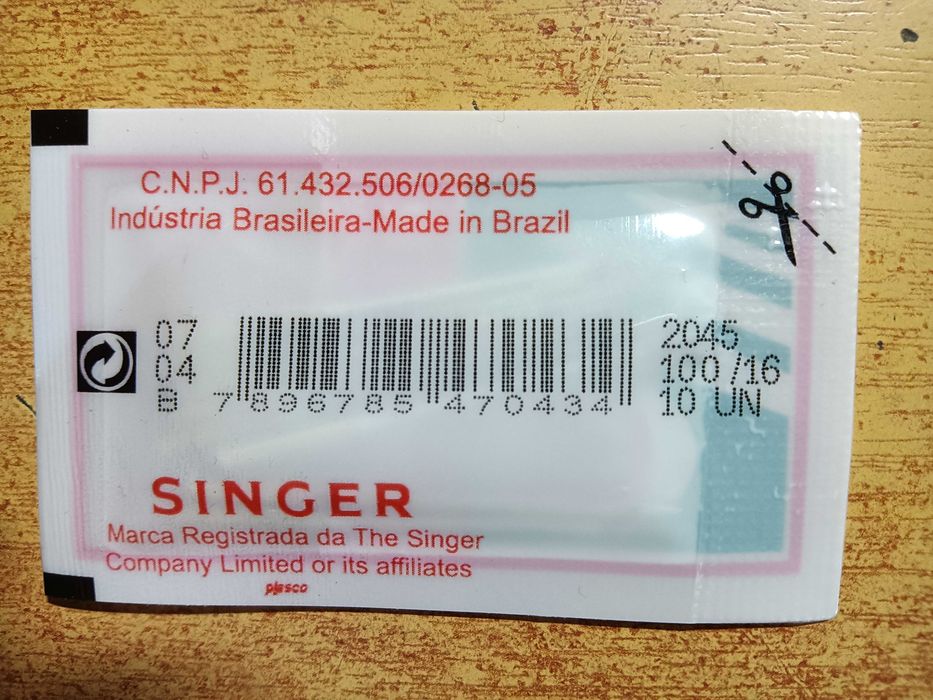 C.N.P.J. 61.432.506/0268-05
Indústria Brasileira-Made in Brazil
07
04
B
7 896785 470434
2045
100/16
10 UN
SINGER
Marca Registrada da The Singer
Company Limited or its affiliates
plasco